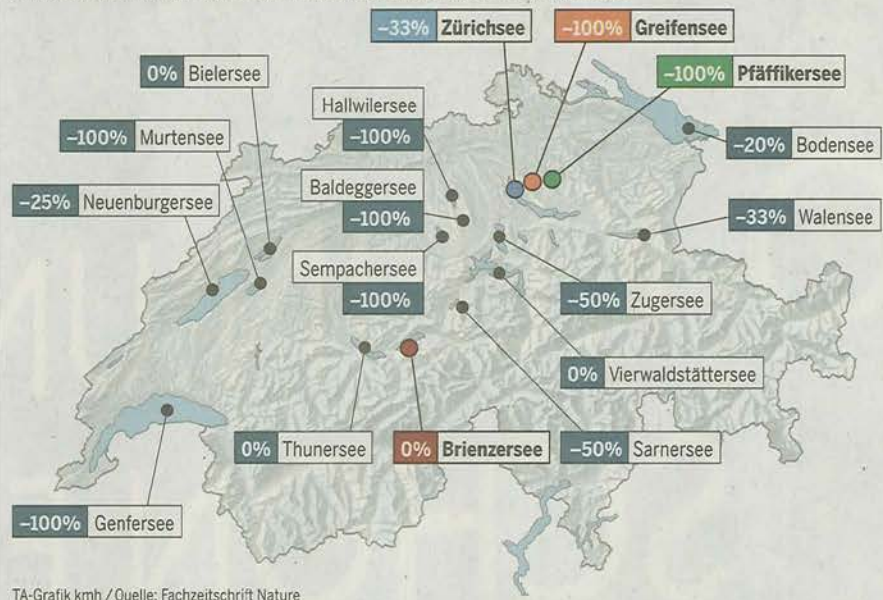 –33% Zürichsee
–100% Greifensee
0% Bielersee
–100% Pfäffikersee
Hallwilersee
–100%
–100% Murtensee
–20% Bodensee
Baldeggersee
–100%
–25% Neuenburgersee
–33% Walensee
Sempachersee
–100%
–50% Zugersee
0% Vierwaldstättersee
0% Thunersee
0% Brienzersee
–50% Sarnersee
–100% Genfersee
TA-Grafik kmh / Quelle: Fachzeitschrift Nature